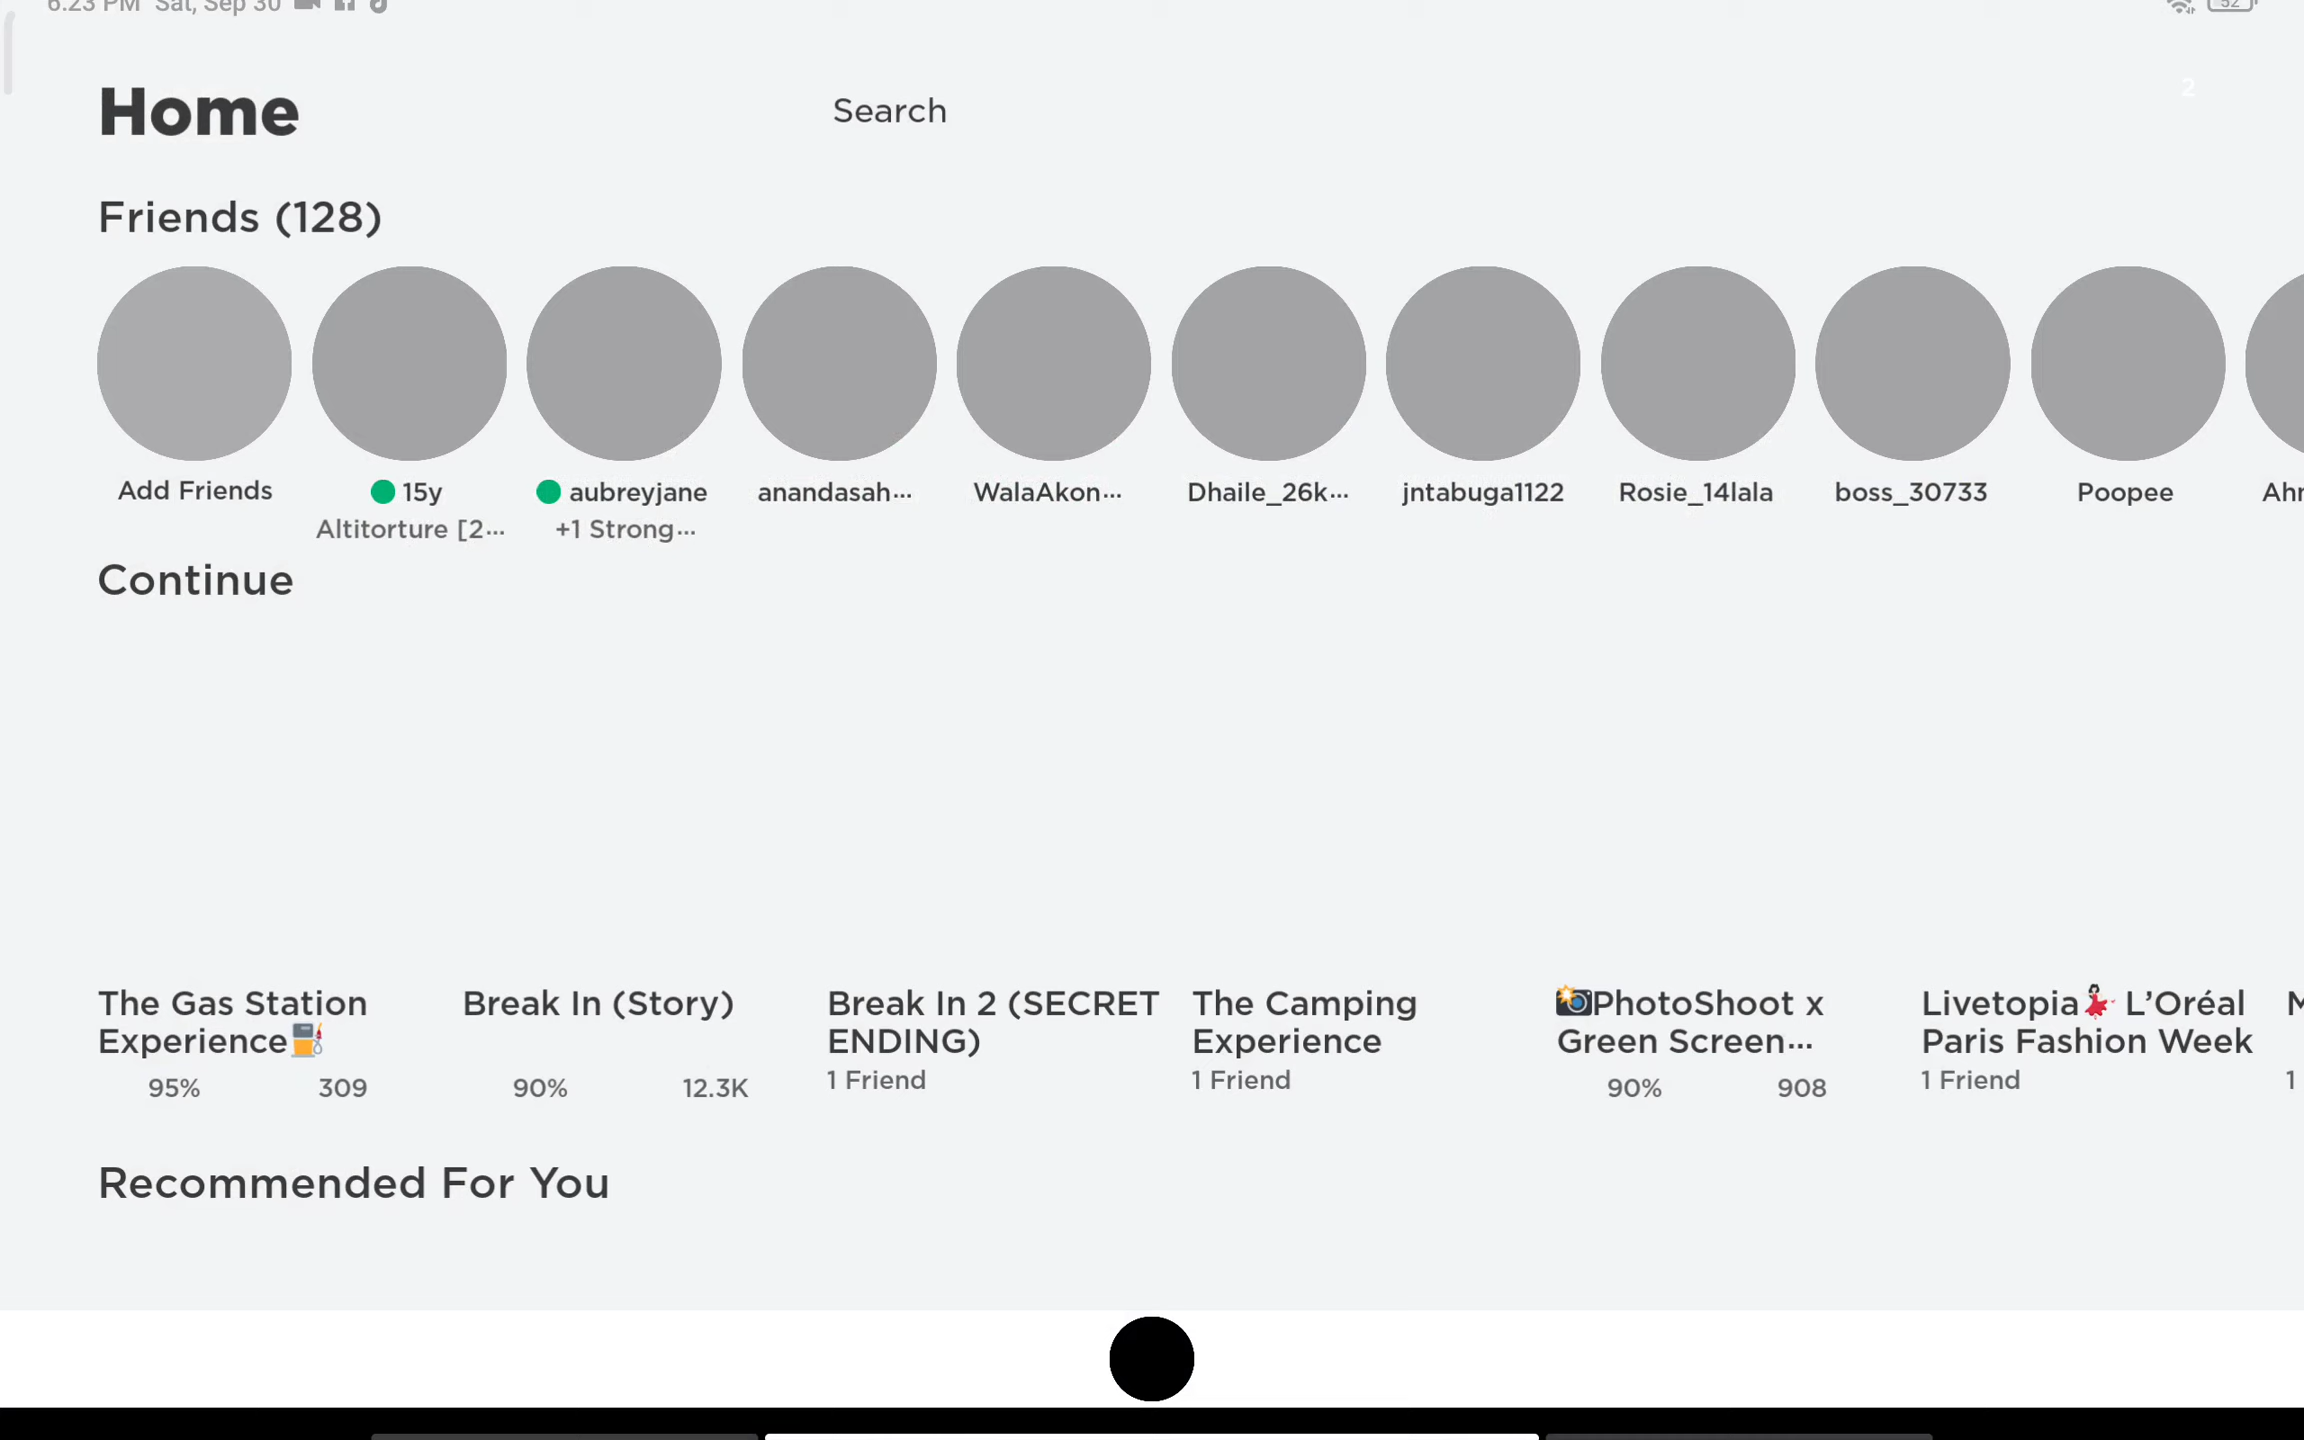 6:23 PM Sat, Sep 30
52
2
Home
Search
Friends (128)
Add Friends
15y
aubreyjane
anandasah...
WalaAkon...
Dhaile_26k...
jntabuga1122
Rosie_14lala
boss_30733
Poopee
Altitorture [2...
+1 Strong...
Continue
The Gas Station
Experience⛽
95% 309
Break In (Story)
90% 12.3K
Break In 2 (SECRET
ENDING)
1 Friend
The Camping
Experience
1 Friend
📸PhotoShoot x
Green Screen...
90% 908
Livetopia💃 L’Oréal
Paris Fashion Week
1 Friend
1
Recommended For You